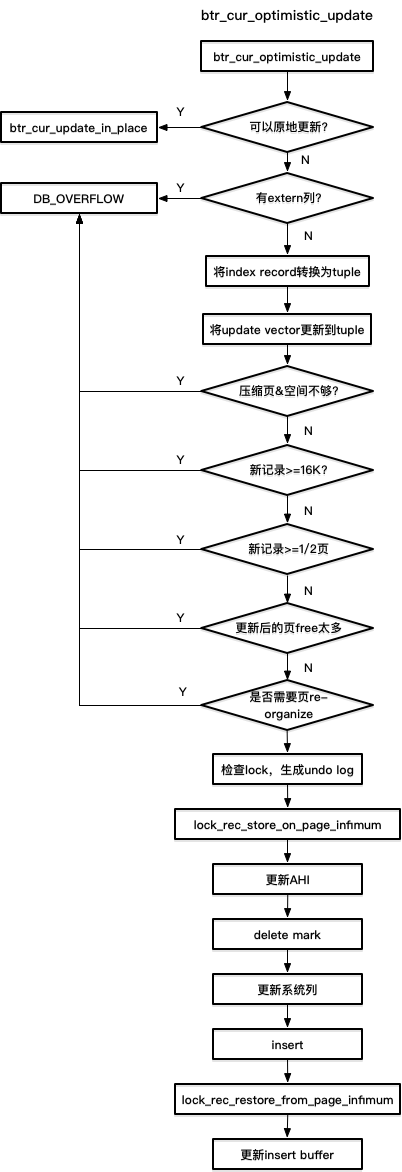 btr_cur_optimistic_update
btr_cur_optimistic_update
Y
可以原地更新?
btr_cur_update_in_place
N
Y
有extern列?
DB_OVERFLOW
N
将index record转换为tuple
将update vector更新到tuple
Y
压缩页&空间不够?
N
Y
新记录>=16K?
N
Y
新记录>=1/2页
N
Y
更新后的页free太多
N
Y
是否需要页re-
organize
检查lock，生成undo log
lock_rec_store_on_page_infimum
更新AHI
delete mark
更新系统列
insert
lock_rec_restore_from_page_infimum
更新insert buffer